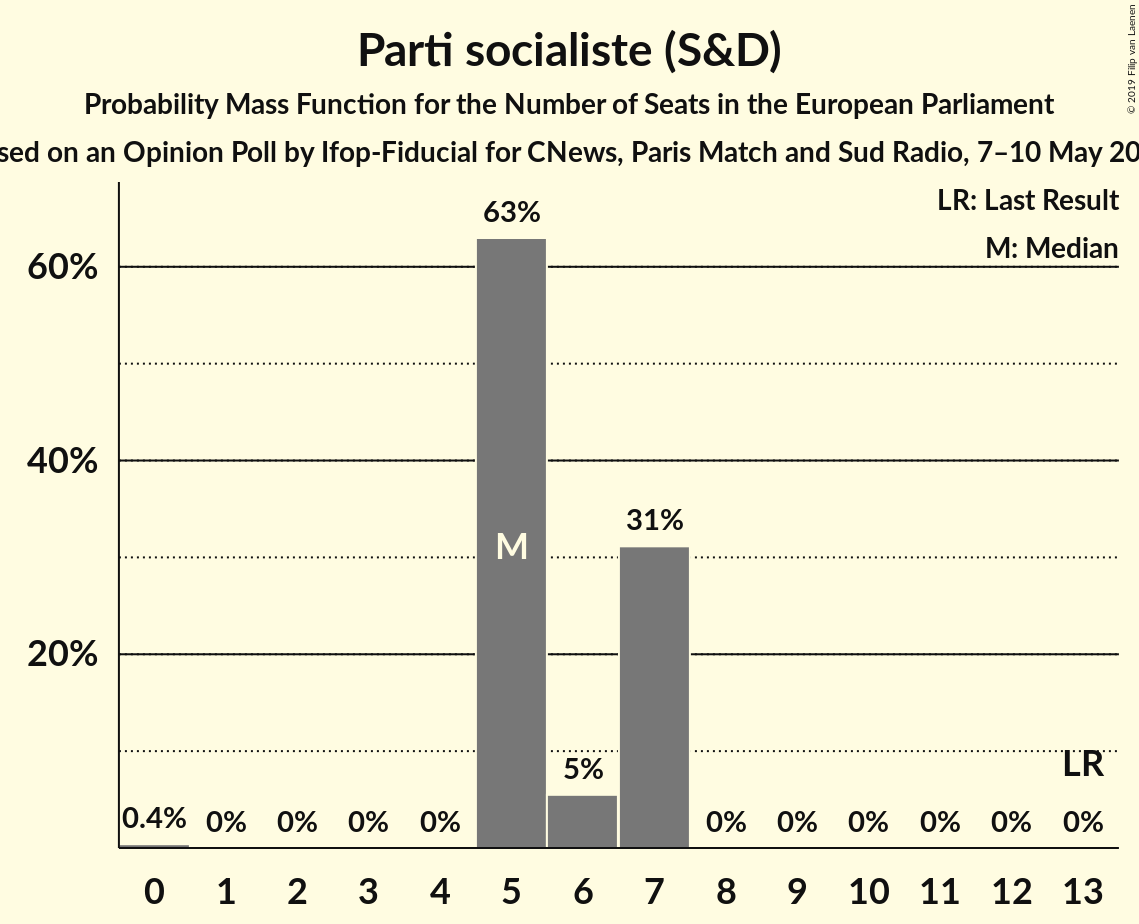 Parti socialiste (S&D)
Probability Mass Function for the Number of Seats in the European Parliament
sed on an Opinion Poll by Ifop-Fiducial for CNews, Paris Match and Sud Radio, 7–10 May 20
© 2019 Filip van Laenen
LR: Last Result
M: Median
63%
60%
40%
31%
M
20%
LR
5%
0.4% 0% 0% 0% 0% 0% 0% 0% 0% 0% 0%
0 1 2 3 4 5 6 7 8 9 10 11 12 13